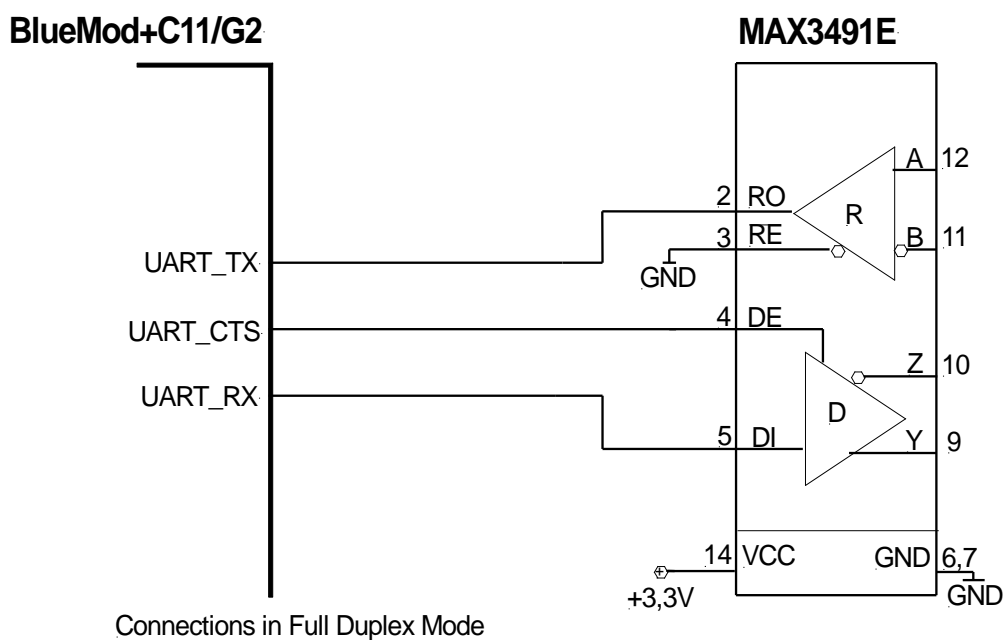 BlueMod+C11/G2
MAX3491E
A 12
2 RO
R
3 RE
B 11
GND
UART_TX
UART_CTS
4 DE
Z 10
UART_RX
D
5 DI
Y 9
14 VCC
GND 6,7
+3,3V
GND
Connections in Full Duplex Mode